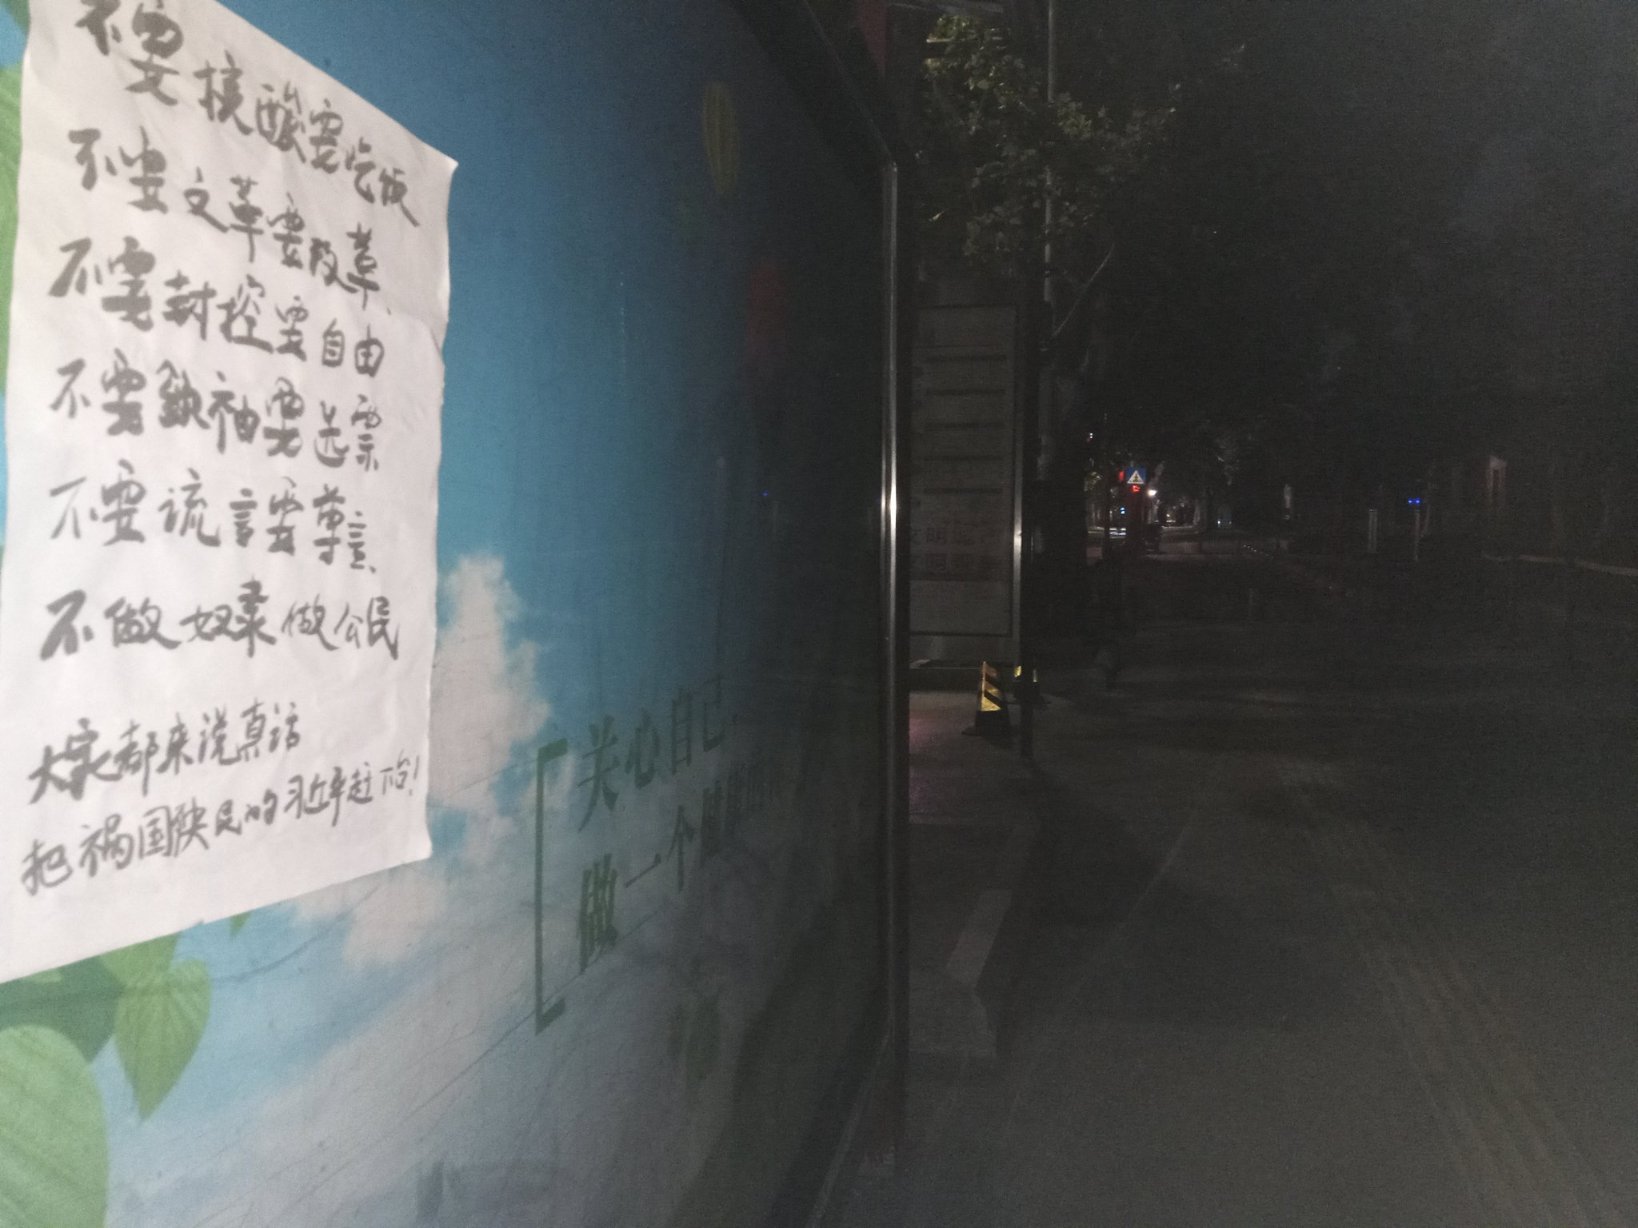 不要核酸要吃饭
不要文革要改革
不要封控要自由
不要领袖要选票
不要谎言要尊言
不做奴隶做公民
大家都来说真话
把祸国殃民的习近平赶下台!
关心自己
做一个